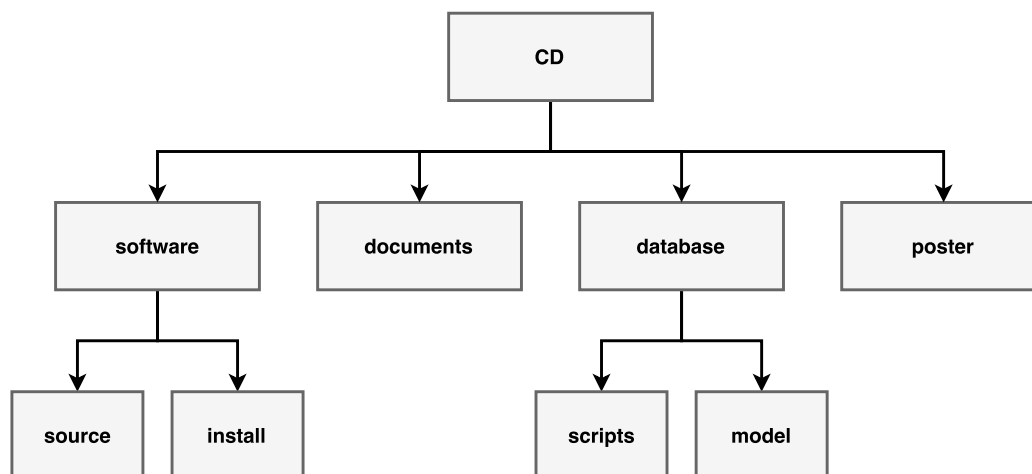 CD
software
documents
database
poster
source
install
scripts
model